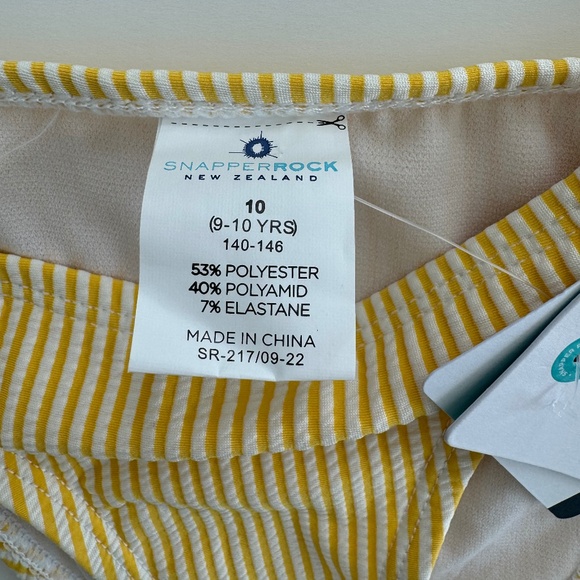 SNAPPERROCK
NEW ZEALAND
10
(9-10 YRS)
140-146
53% POLYESTER
40% POLYAMID
7% ELASTANE
MADE IN CHINA
SR-217/09-22